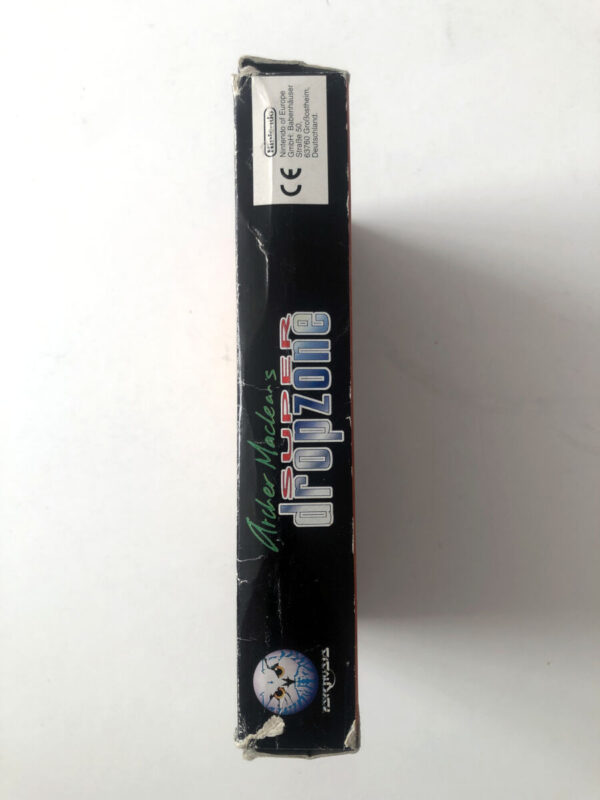 Archer Maclean's
SUPER
dropzone
PSYGNOSIS
Nintendo
Nintendo of Europe
GmbH: Babenhäuser
Straße 50,
63760 Großostheim,
Deutschland.
CE